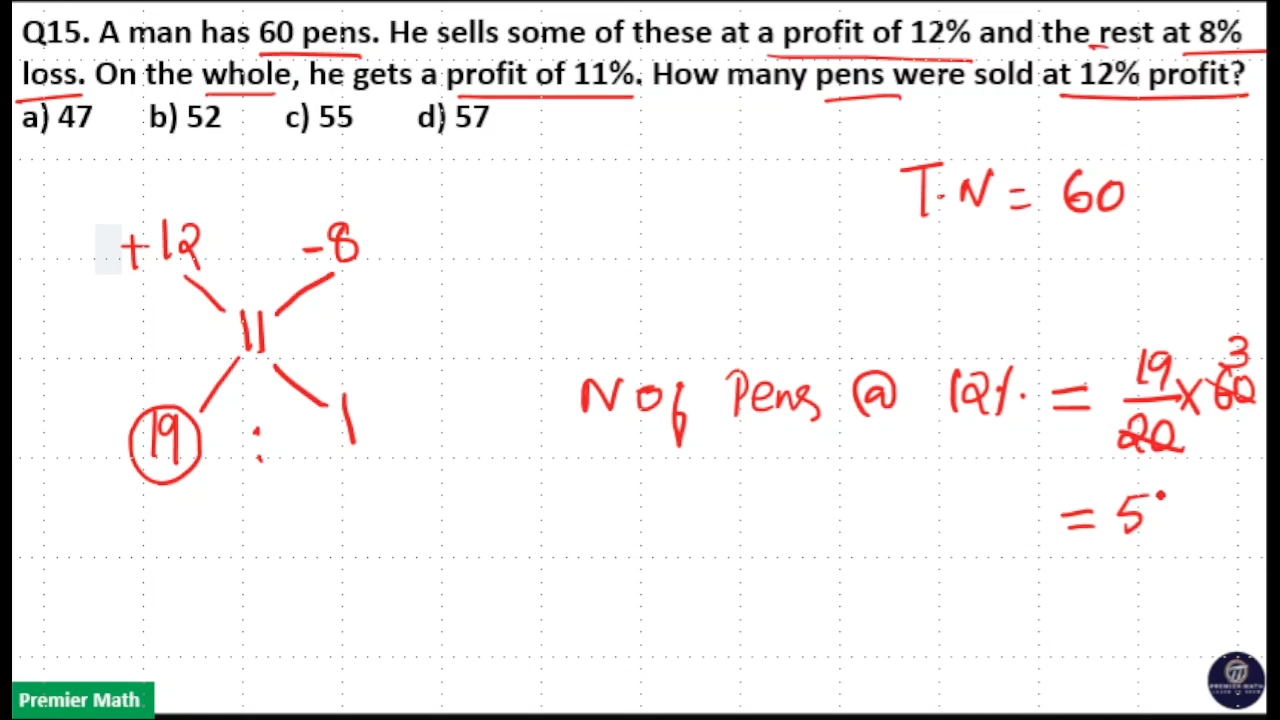 Q15. A man has 60 pens. He sells some of these at a profit of 12% and the rest at 8%
loss. On the whole, he gets a profit of 11%. How many pens were sold at 12% profit?
a) 47 b) 52 c) 55 d) 57
T.N = 60
+12 -8
11
19 : 1
N of Pens @ 12%. = 19/20 x 60 3
= 5
Premier Math
PREMIER MATH